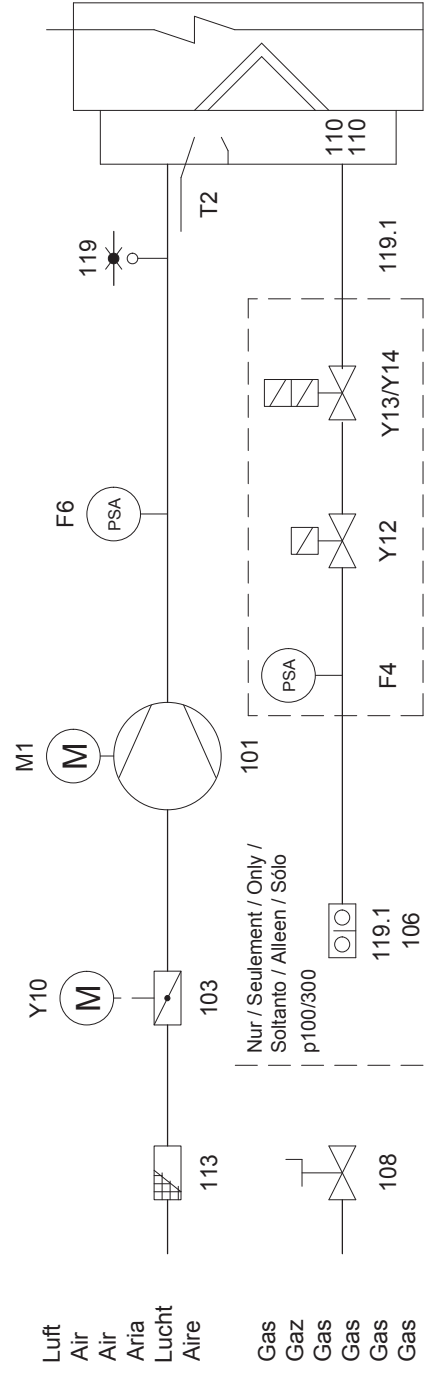 Luft
Air
Air
Aria
Lucht
Aire
113
Y10
M
103
M1
M
101
F6
PSA
119
T2
Gas
Gaz
Gas
Gas
Gas
Gas
108
Nur / Seulement / Only /
Soltanto / Alleen / Sólo
p100/300
119.1
106
PSA
F4
Y12
Y13/Y14
119.1
110
110